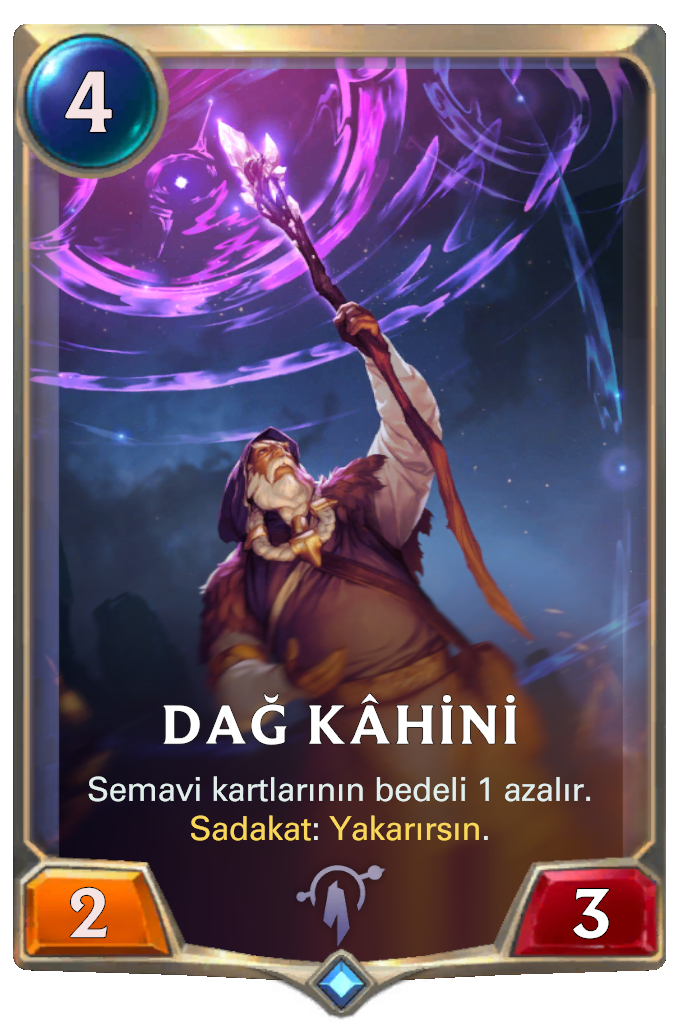 4
DAĞ KÂHİNİ
Semavi kartlarının bedeli 1 azalır.
Sadakat: Yakarırsın.
2
3